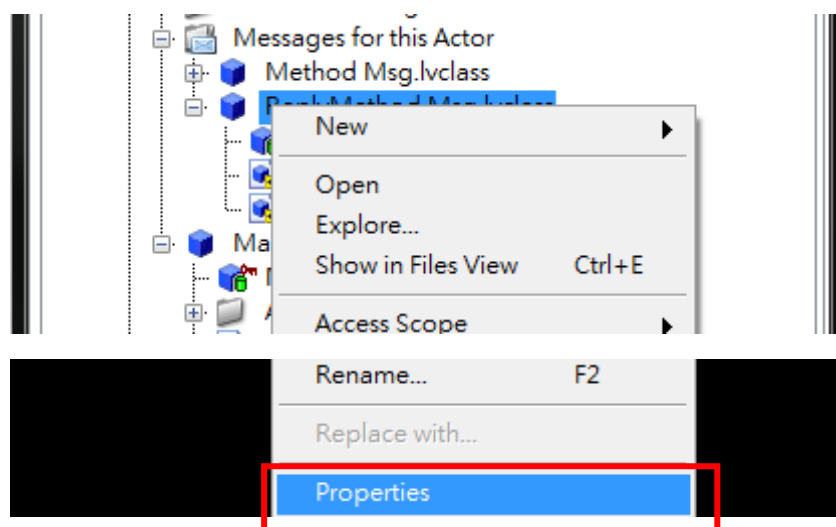 Messages for this Actor
Method Msg.lvclass
New
Open
Explore...
Show in Files View Ctrl+E
Ma
Access Scope
Rename... F2
Replace with...
Properties